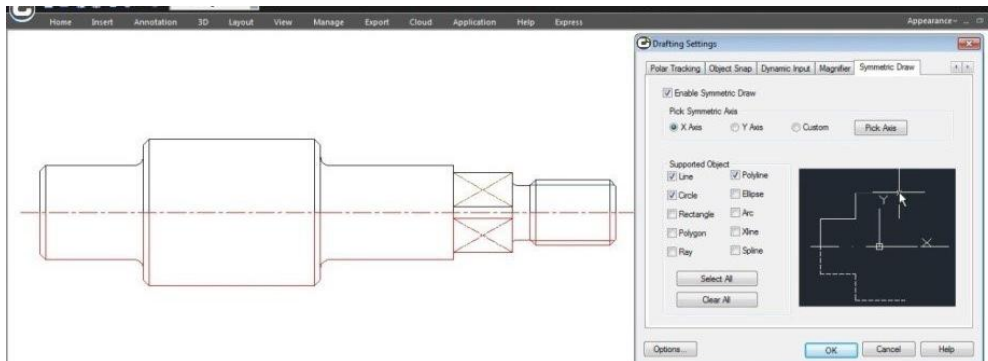 Home Insert Annotation 3D Layout View Manage Export Cloud Application Help Express Appearance
Drafting Settings
Polar Tracking Object Snap Dynamic Input Magnifier Symmetric Draw
Enable Symmetric Draw
Pick Symmetric Axis
X Axis Y Axis Custom Pick Axis
Supported Object
Line Polyline
Circle Ellipse
Rectangle Arc
Polygon Xline
Ray Spline
Select All
Clear All
Y
X
Options... OK Cancel Help